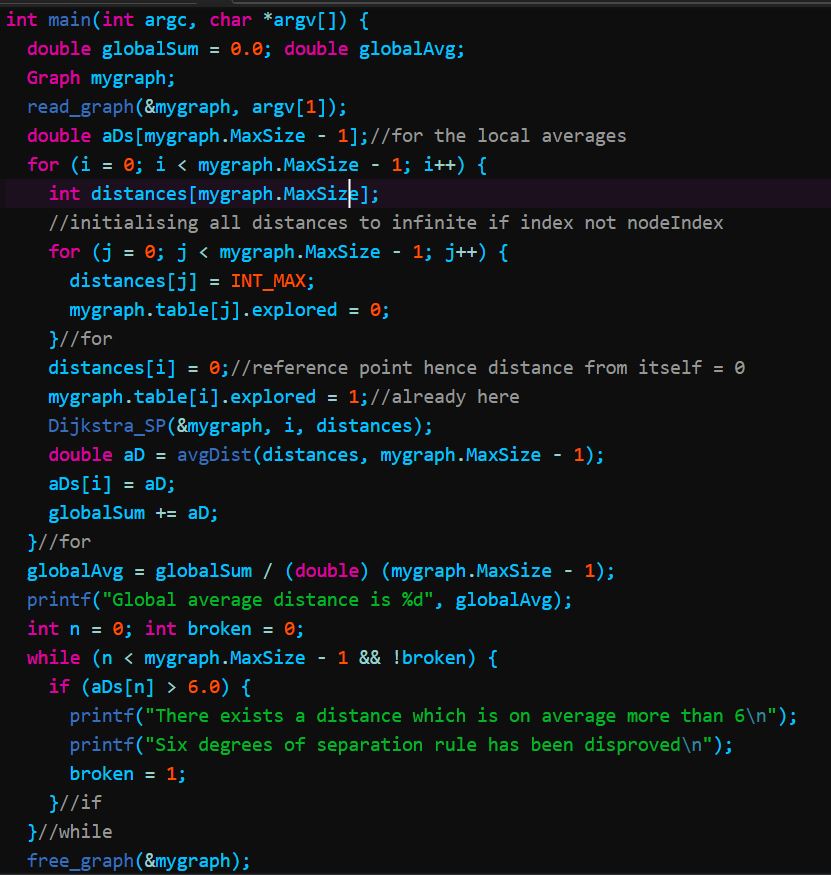 int main(int argc, char *argv[]) {
  double globalSum = 0.0; double globalAvg;
  Graph mygraph;
  read_graph(&mygraph, argv[1]);
  double aDs[mygraph.MaxSize - 1];//for the local averages
  for (i = 0; i < mygraph.MaxSize - 1; i++) {
    int distances[mygraph.MaxSize];
    //initialising all distances to infinite if index not nodeIndex
    for (j = 0; j < mygraph.MaxSize - 1; j++) {
      distances[j] = INT_MAX;
      mygraph.table[j].explored = 0;
    }//for
    distances[i] = 0;//reference point hence distance from itself = 0
    mygraph.table[i].explored = 1;//already here
    Dijkstra_SP(&mygraph, i, distances);
    double aD = avgDist(distances, mygraph.MaxSize - 1);
    aDs[i] = aD;
    globalSum += aD;
  }//for
  globalAvg = globalSum / (double) (mygraph.MaxSize - 1);
  printf("Global average distance is %d", globalAvg);
  int n = 0; int broken = 0;
  while (n < mygraph.MaxSize - 1 && !broken) {
    if (aDs[n] > 6.0) {
      printf("There exists a distance which is on average more than 6\n");
      printf("Six degrees of separation rule has been disproved\n");
      broken = 1;
    }//if
  }//while
  free_graph(&mygraph);